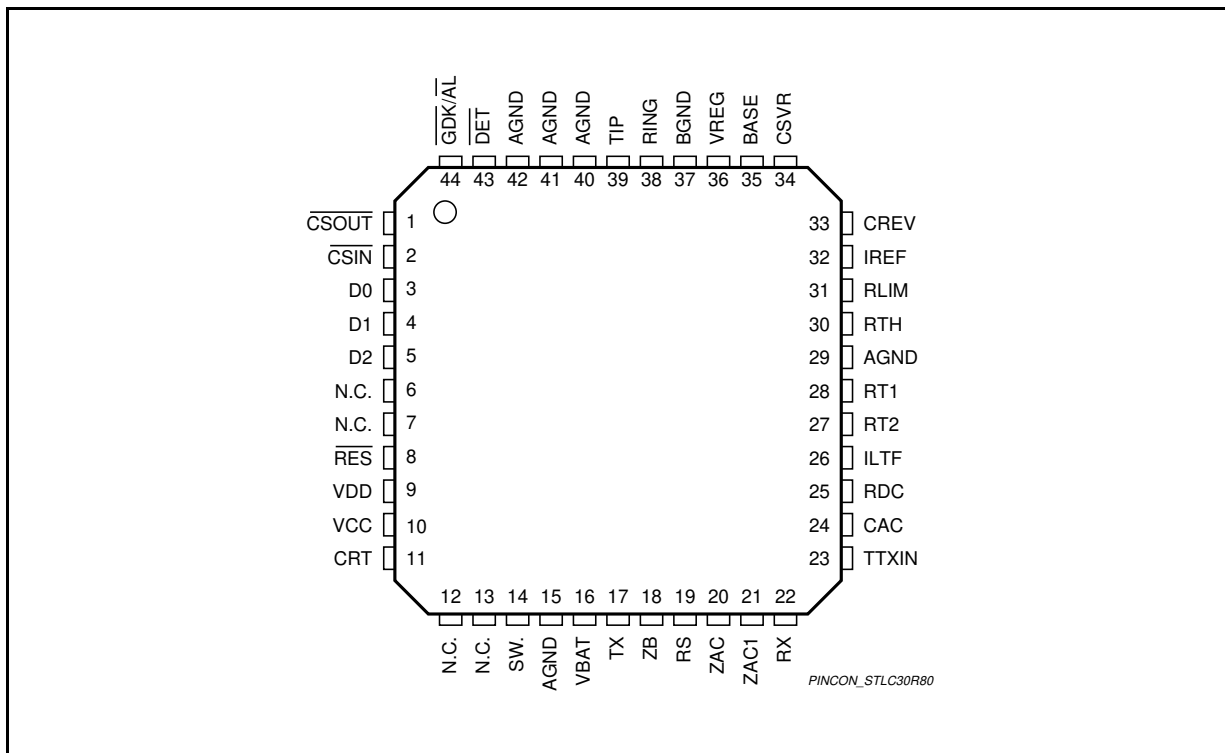 GDK/AL DET AGND AGND AGND TIP RING BGND VREG BASE CSVR
44 43 42 41 40 39 38 37 36 35 34
CSOUT 1 33 CREV
CSIN 2 32 IREF
D0 3 31 RLIM
D1 4 30 RTH
D2 5 29 AGND
N.C. 6 28 RT1
N.C. 7 27 RT2
RES 8 26 ILTF
VDD 9 25 RDC
VCC 10 24 CAC
CRT 11 23 TTXIN
12 13 14 15 16 17 18 19 20 21 22
N.C. N.C. SW. AGND VBAT TX ZB RS ZAC ZAC1 RX
PINCON_STLC30R80